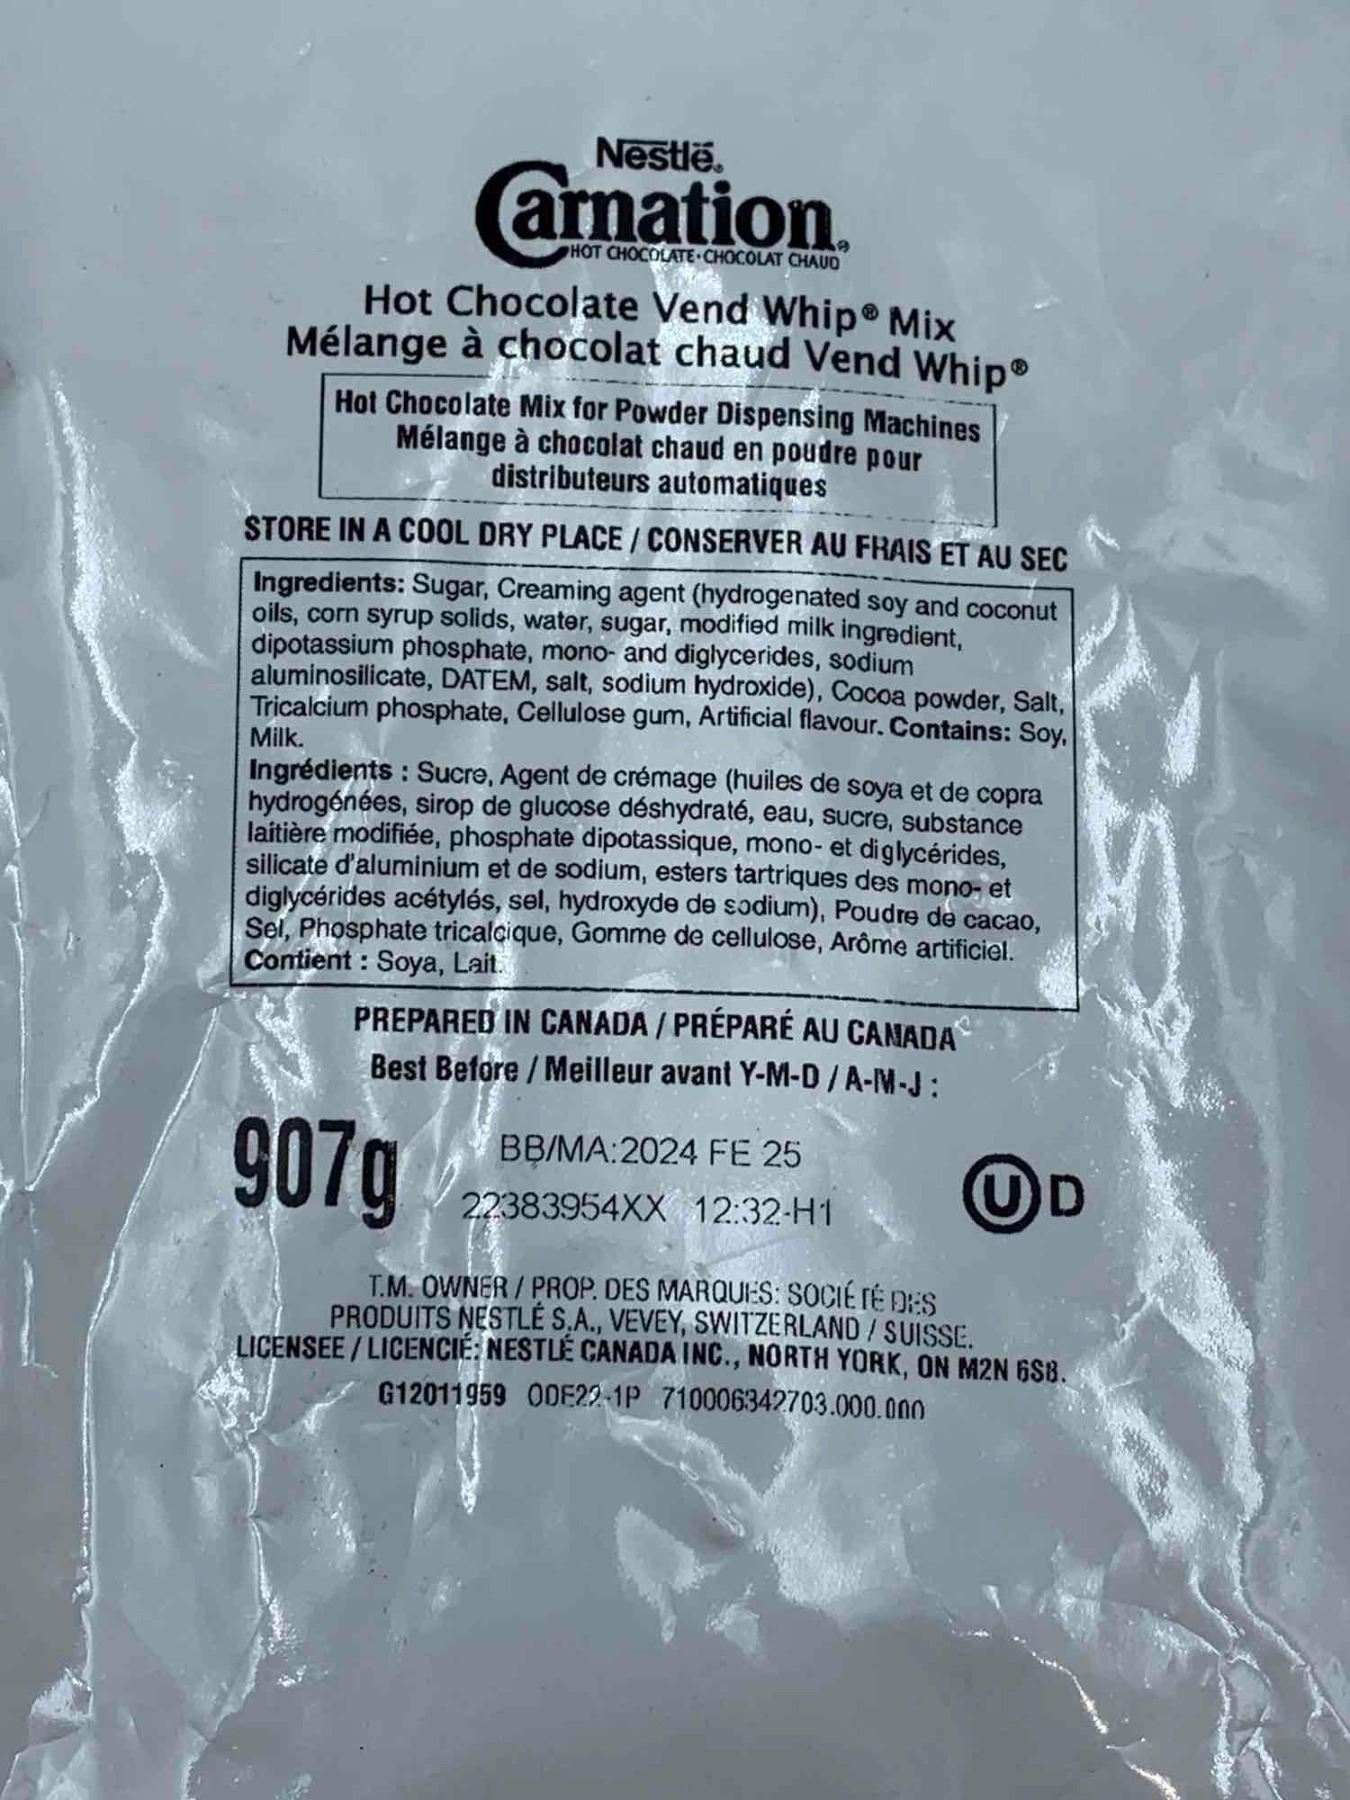 Nestlé®
Carnation®
HOT CHOCOLATE • CHOCOLAT CHAUD
Hot Chocolate Vend Whip® Mix
Mélange à chocolat chaud Vend Whip®
Hot Chocolate Mix for Powder Dispensing Machines
Mélange à chocolat chaud en poudre pour
distributeurs automatiques
STORE IN A COOL DRY PLACE / CONSERVER AU FRAIS ET AU SEC
Ingredients: Sugar, Creaming agent (hydrogenated soy and coconut
oils, corn syrup solids, water, sugar, modified milk ingredient,
dipotassium phosphate, mono- and diglycerides, sodium
aluminosilicate, DATEM, salt, sodium hydroxide), Cocoa powder, Salt,
Tricalcium phosphate, Cellulose gum, Artificial flavour. Contains: Soy,
Milk.
Ingrédients : Sucre, Agent de crémage (huiles de soya et de copra
hydrogénées, sirop de glucose déshydraté, eau, sucre, substance
laitière modifiée, phosphate dipotassique, mono- et diglycérides,
silicate d'aluminium et de sodium, esters tartriques des mono- et
diglycérides acétylés, sel, hydroxyde de sodium), Poudre de cacao,
Sel, Phosphate tricalcique, Gomme de cellulose, Arôme artificiel.
Contient : Soya, Lait.
PREPARED IN CANADA / PRÉPARÉ AU CANADA
Best Before / Meilleur avant Y-M-D / A-M-J :
907g
BB/MA:2024 FE 25
22383954XX 12:32-H1
U D
T.M. OWNER / PROP. DES MARQUES: SOCIÉTÉ DES
PRODUITS NESTLÉ S.A., VEVEY, SWITZERLAND / SUISSE.
LICENSEE / LICENCIÉ: NESTLÉ CANADA INC., NORTH YORK, ON M2N 6S8.
G12011959 ODE22-1P 710006342703.000.000